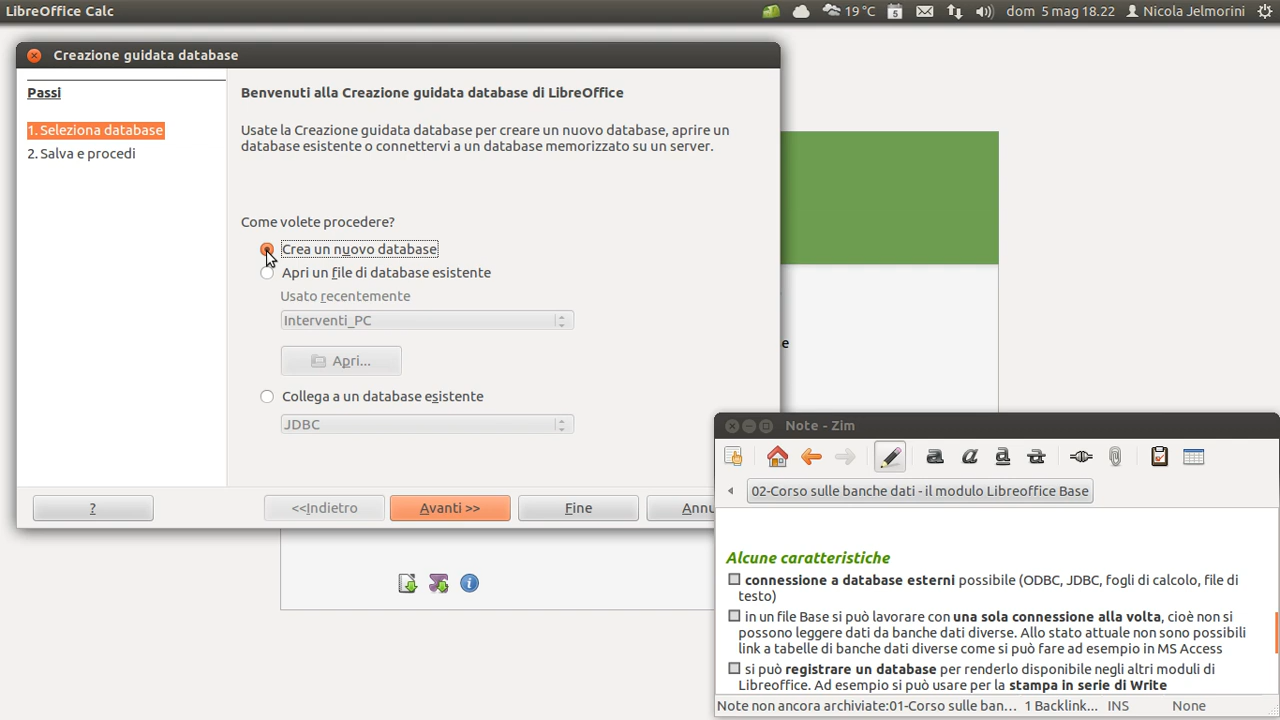 LibreOffice Calc
19 °C
5
dom 5 mag 18.22
Nicola Jelmorini
Creazione guidata database
Passi
1. Seleziona database
2. Salva e procedi
Benvenuti alla Creazione guidata database di LibreOffice
Usate la Creazione guidata database per creare un nuovo database, aprire un
database esistente o connettervi a un database memorizzato su un server.
Come volete procedere?
Crea un nuovo database
Apri un file di database esistente
Usato recentemente
Interventi_PC
Apri...
Collega a un database esistente
JDBC
?
<<Indietro
Avanti >>
Fine
Annu
e
Note - Zim
a a a a
02-Corso sulle banche dati - il modulo Libreoffice Base
Alcune caratteristiche
connessione a database esterni possibile (ODBC, JDBC, fogli di calcolo, file di
testo)
in un file Base si può lavorare con una sola connessione alla volta, cioè non si
possono leggere dati da banche dati diverse. Allo stato attuale non sono possibili
link a tabelle di banche dati diverse come si può fare ad esempio in MS Access
si può registrare un database per renderlo disponibile negli altri moduli di
Libreoffice. Ad esempio si può usare per la stampa in serie di Write
Note non ancora archiviate:01-Corso sulle ban...
1 Backlink...
INS
None